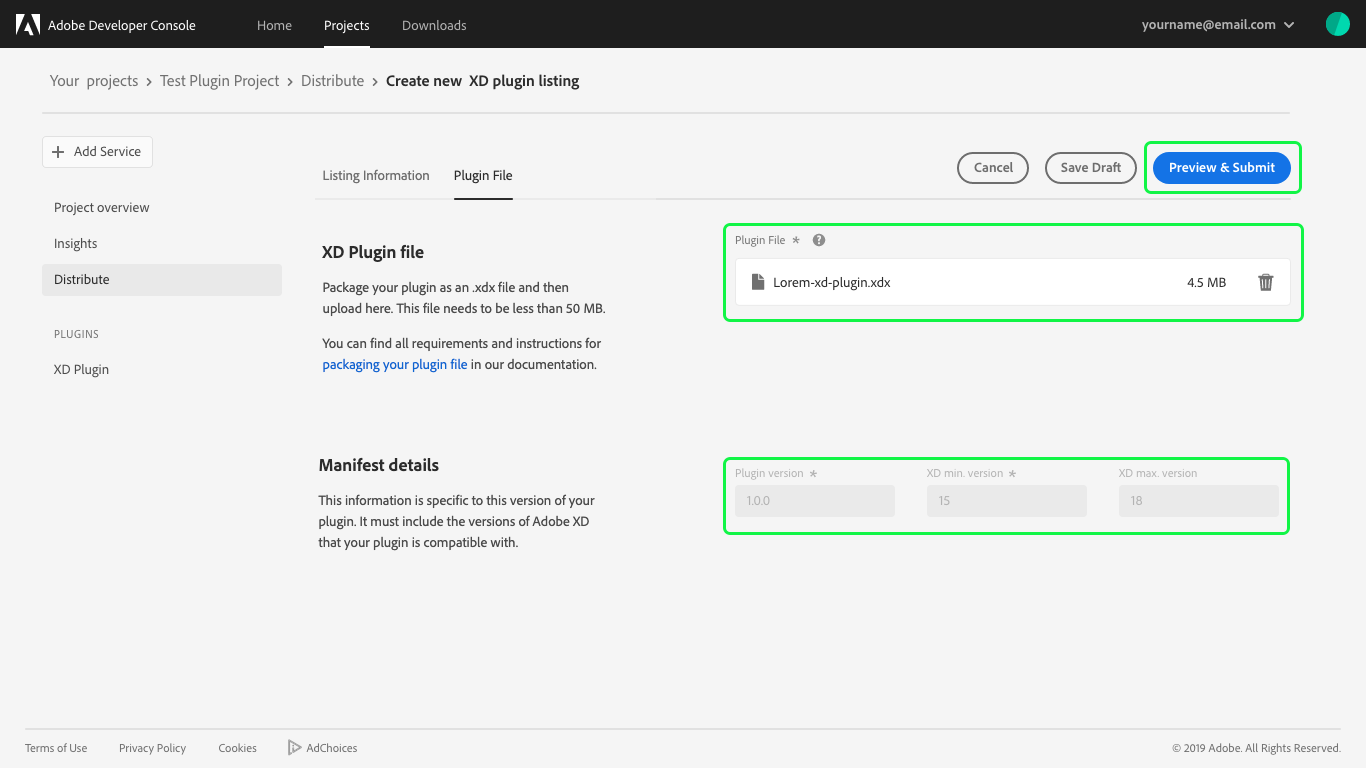 Adobe Developer Console
Home
Projects
Downloads
yourname@email.com
Your projects > Test Plugin Project > Distribute > Create new XD plugin listing
+ Add Service
Project overview
Insights
Distribute
PLUGINS
XD Plugin
Listing Information
Plugin File
Cancel
Save Draft
Preview & Submit
XD Plugin file
Package your plugin as an .xdx file and then
upload here. This file needs to be less than 50 MB.
You can find all requirements and instructions for
packaging your plugin file in our documentation.
Plugin File * ?
Lorem-xd-plugin.xdx
4.5 MB
Manifest details
This information is specific to this version of your
plugin. It must include the versions of Adobe XD
that your plugin is compatible with.
Plugin version *
1.0.0
XD min. version *
15
XD max. version
18
Terms of Use
Privacy Policy
Cookies
AdChoices
© 2019 Adobe. All Rights Reserved.